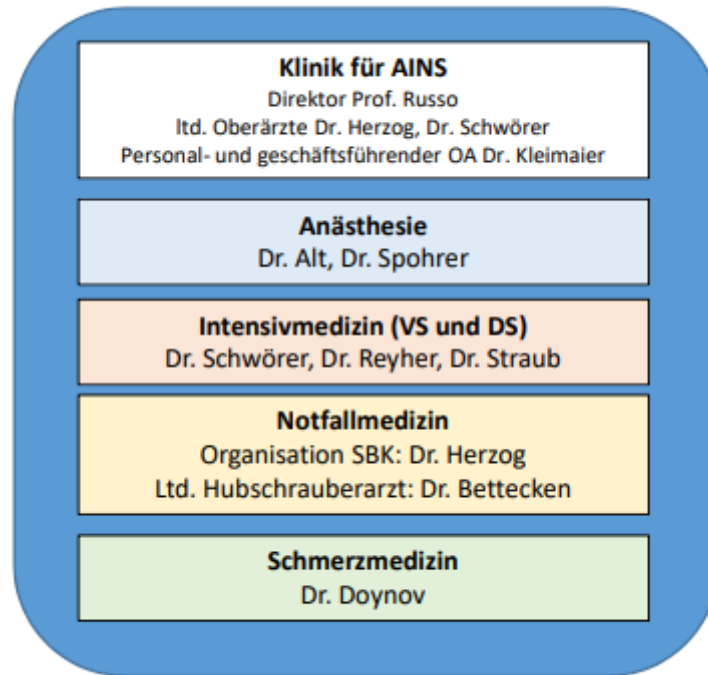 Klinik für AINS
Direktor Prof. Russo
ltd. Oberärzte Dr. Herzog, Dr. Schwörer
Personal- und geschäftsführender OA Dr. Kleimaier
Anästhesie
Dr. Alt, Dr. Spohrer
Intensivmedizin (VS und DS)
Dr. Schwörer, Dr. Reyher, Dr. Straub
Notfallmedizin
Organisation SBK: Dr. Herzog
Ltd. Hubschrauberarzt: Dr. Bettecken
Schmerzmedizin
Dr. Doynov